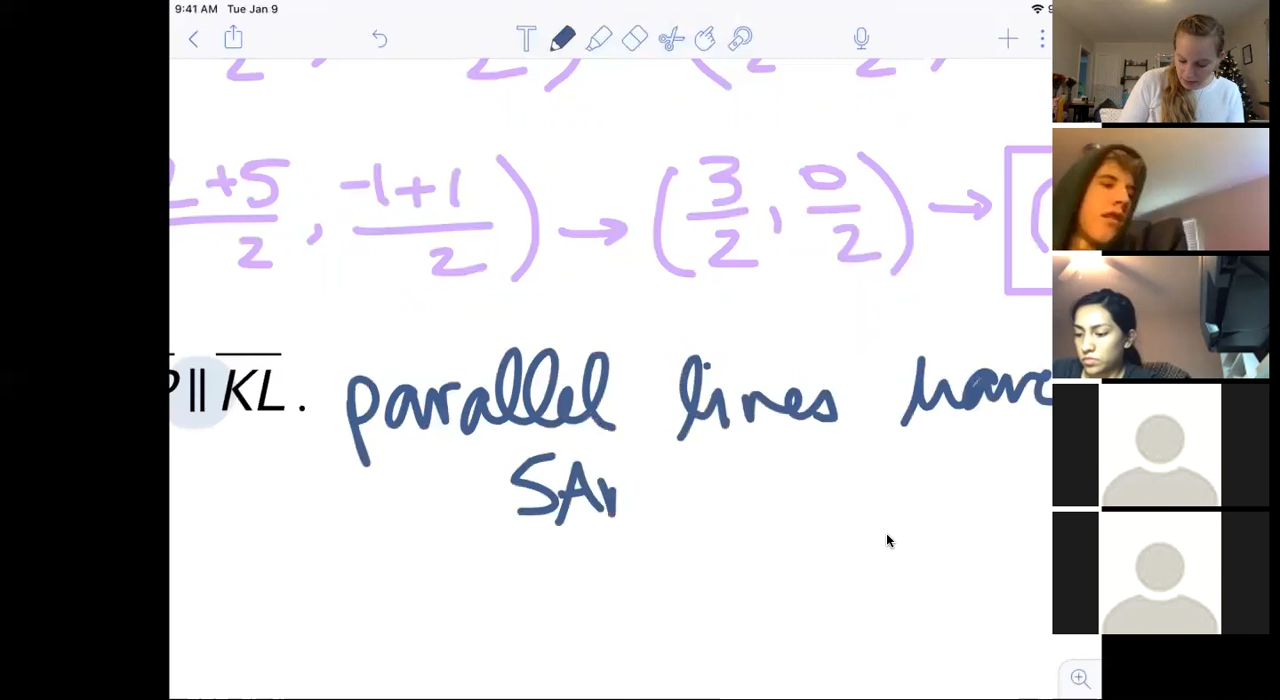 9:41 AM Tue Jan 9
+5 / 2 , -1+1 / 2 ) → ( 3 / 2 , 0 / 2 ) → (
P ∥ KL. parallel lines have
SAM